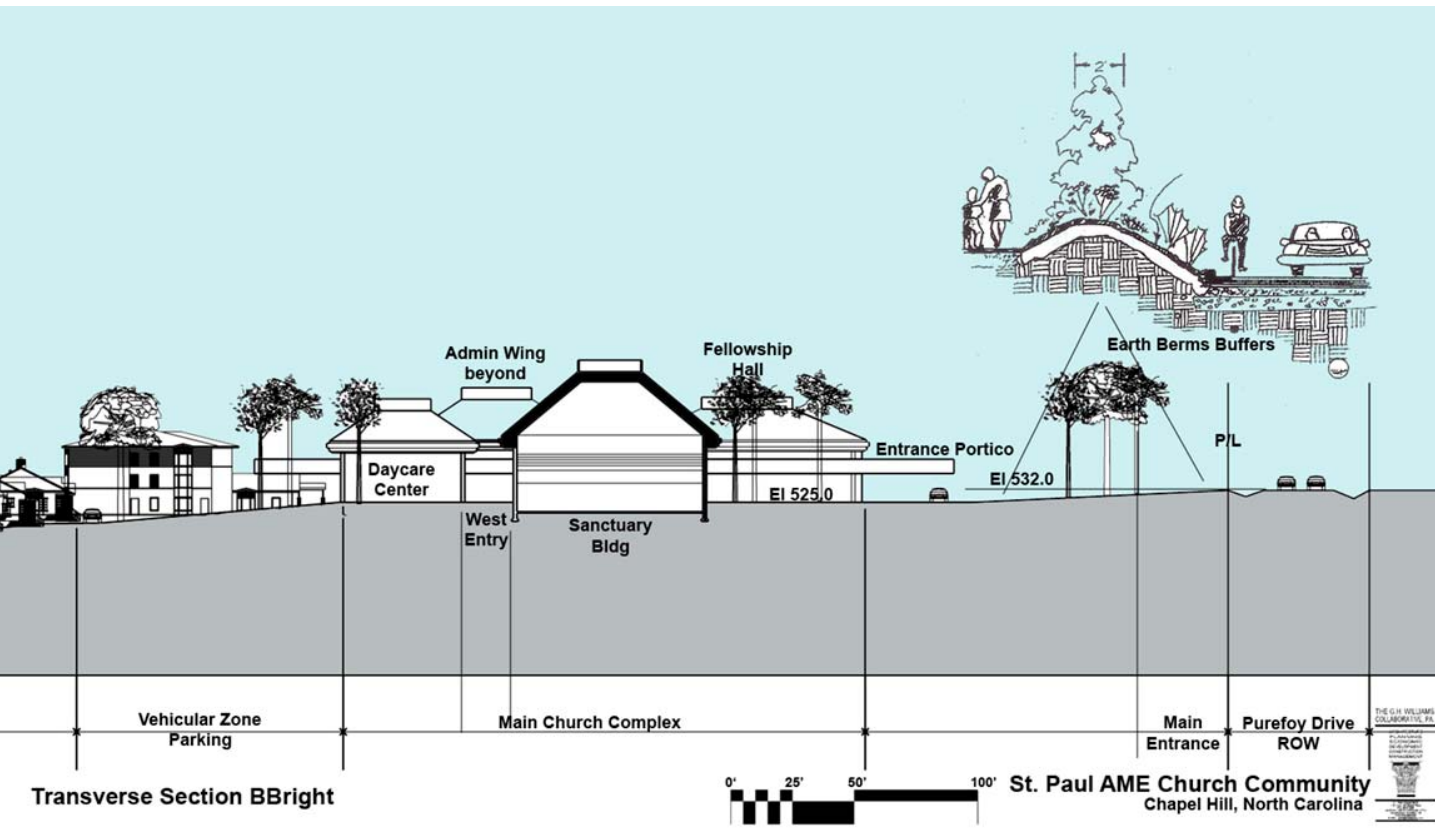 2'
Earth Berms Buffers
Admin Wing
beyond
Fellowship
Hall
P/L
Entrance Portico
Daycare
Center
El 532.0
El 525.0
West
Entry
Sanctuary
Bldg
Vehicular Zone
Parking
Main Church Complex
Main
Entrance
Purefoy Drive
ROW
THE G.H. WILLIAMS
COLLABORATIVE, P.A.
0'
25'
50'
100'
Transverse Section BBright
St. Paul AME Church Community
Chapel Hill, North Carolina